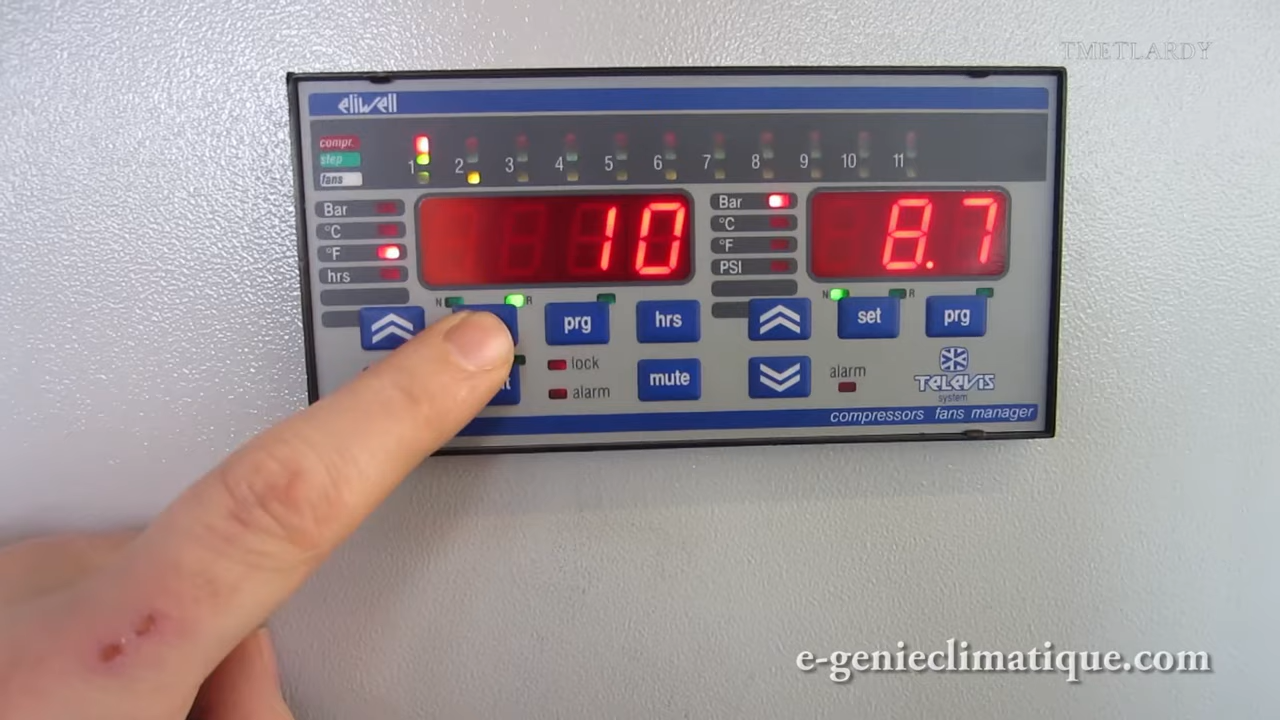 TMETLARDY
eliwell
compr.
step
fans
1 2 3 4 5 6 7 8 9 10 11
Bar
°C
°F
hrs
10
Bar
°C
°F
PSI
8.7
N R
prg
hrs
N R
set
prg
lock
alarm
mute
alarm
TELEVIS
system
compressors fans manager
e-genieclimatique.com